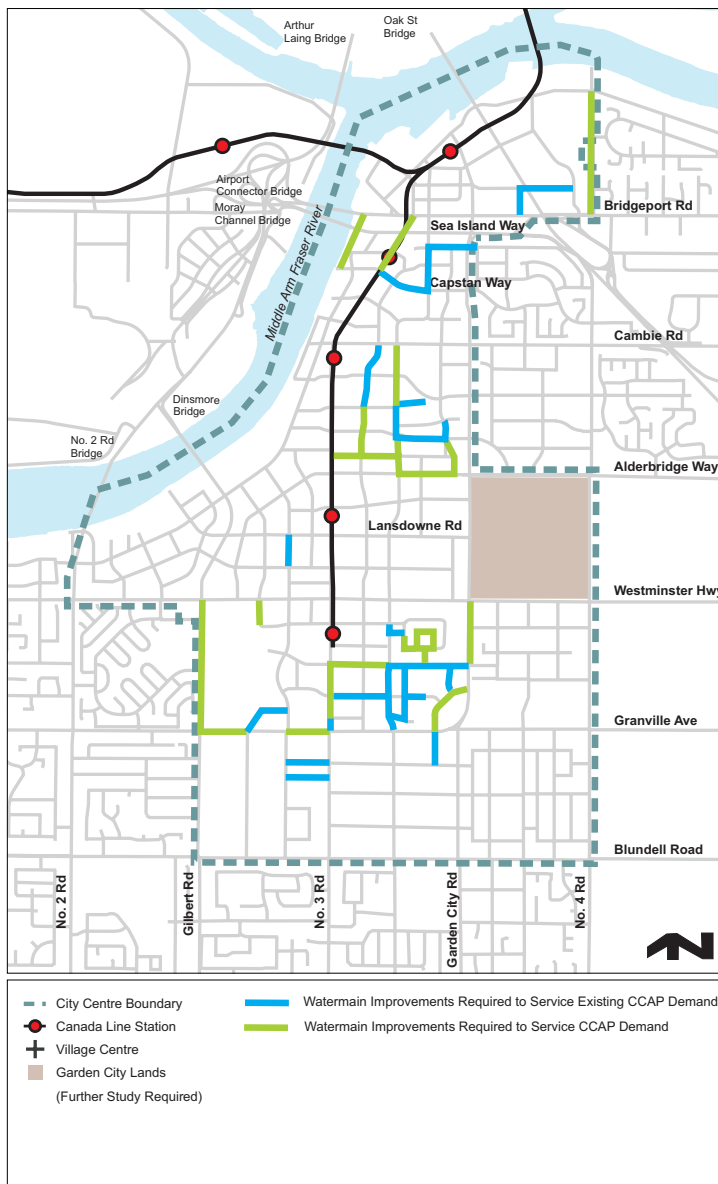 Arthur
Laing Bridge
Oak St
Bridge
Airport
Connector Bridge
Moray
Channel Bridge
Bridgeport Rd
Sea Island Way
Middle Arm Fraser River
Capstan Way
Cambie Rd
Dinsmore
Bridge
No. 2 Rd
Bridge
Alderbridge Way
Lansdowne Rd
Westminster Hwy
Granville Ave
Blundell Road
No. 2 Rd
Gilbert Rd
No. 3 Rd
Garden City Rd
No. 4 Rd
N
City Centre Boundary
Canada Line Station
Village Centre
Garden City Lands
(Further Study Required)
Watermain Improvements Required to Service Existing CCAP Demand
Watermain Improvements Required to Service CCAP Demand